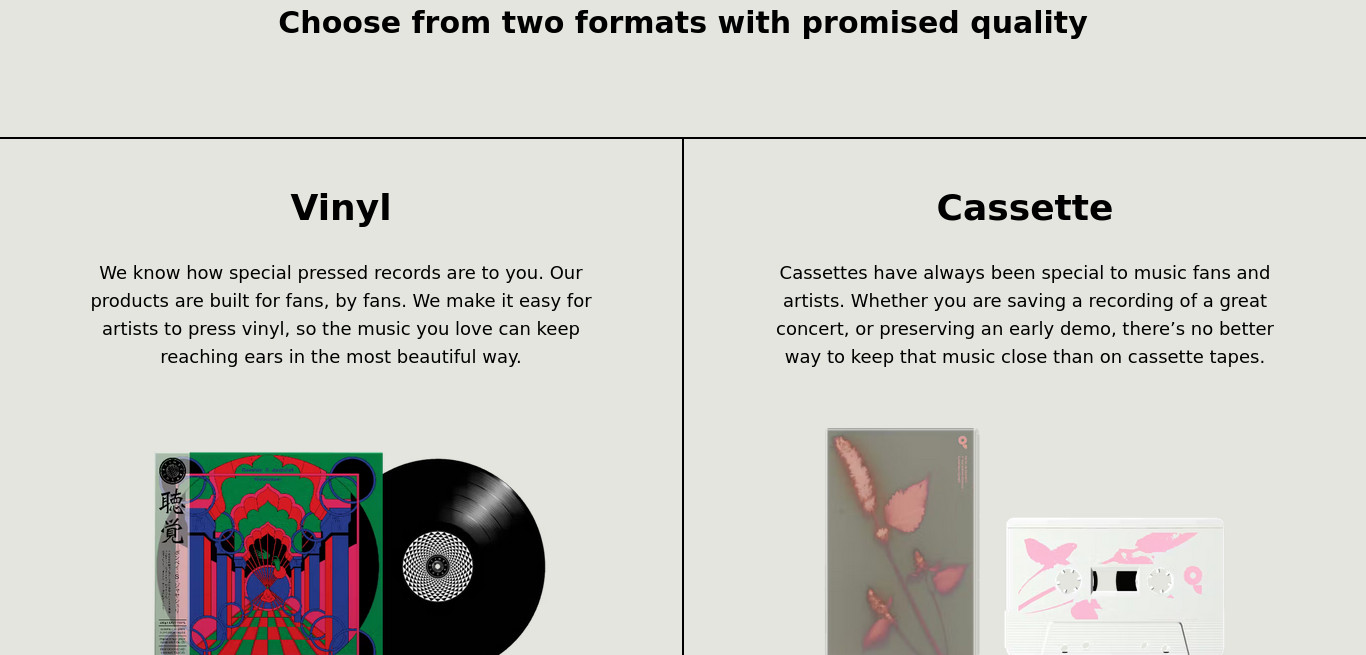 Choose from two formats with promised quality
Vinyl
We know how special pressed records are to you. Our
products are built for fans, by fans. We make it easy for
artists to press vinyl, so the music you love can keep
reaching ears in the most beautiful way.
Cassette
Cassettes have always been special to music fans and
artists. Whether you are saving a recording of a great
concert, or preserving an early demo, there’s no better
way to keep that music close than on cassette tapes.
聴覚